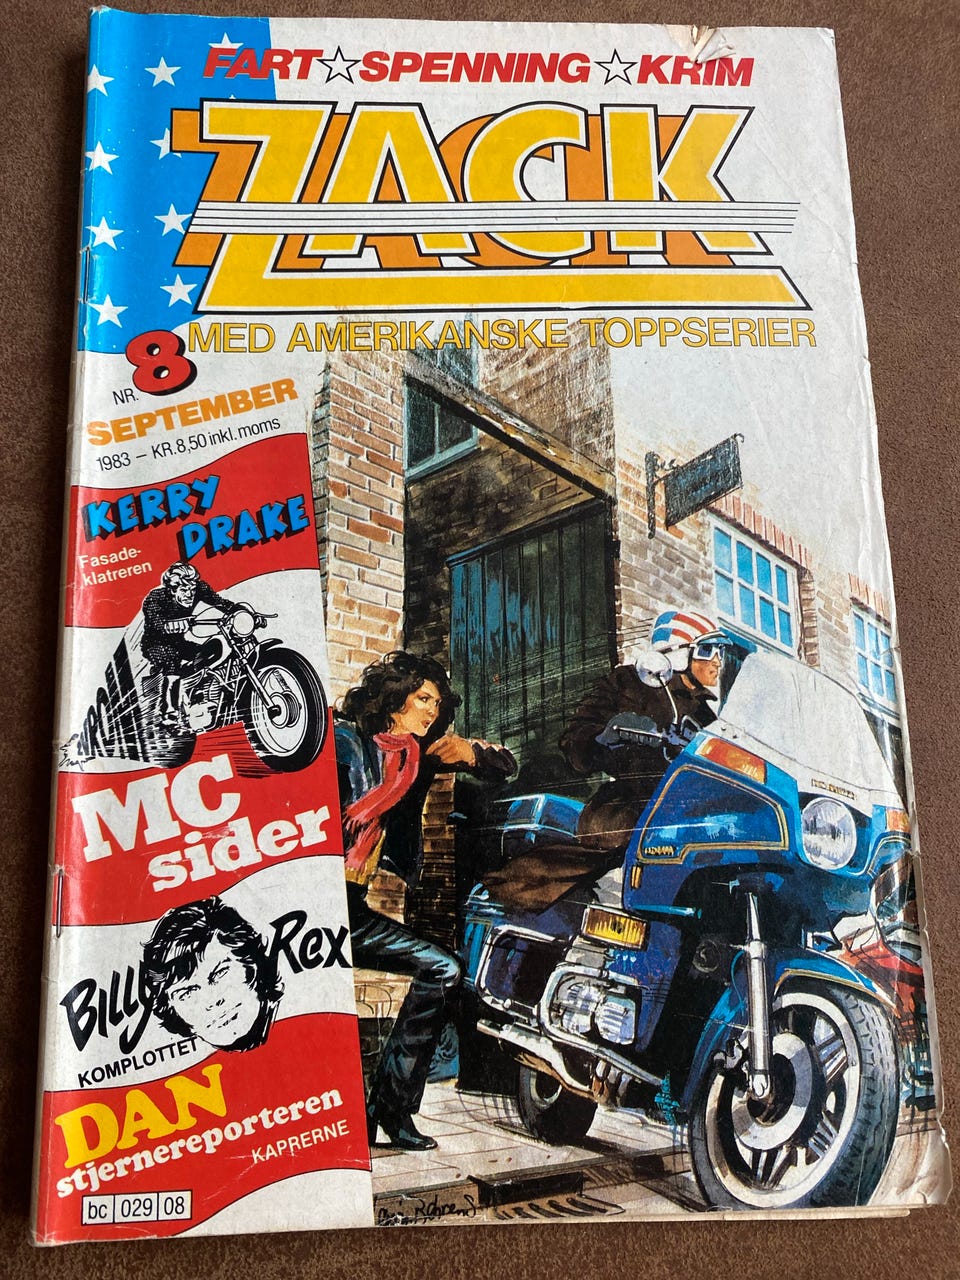 FART☆SPENNING☆KRIM
ZACK
MED AMERIKANSKE TOPPSERIER
NR. 8
SEPTEMBER
1983 – KR.8,50 inkl. moms
KERRY
DRAKE
Fasade-
klatreren
MC
sider
Billy Rex
KOMPLOTTET
DAN
stjernereporteren
KAPRERNE
bc 029 08